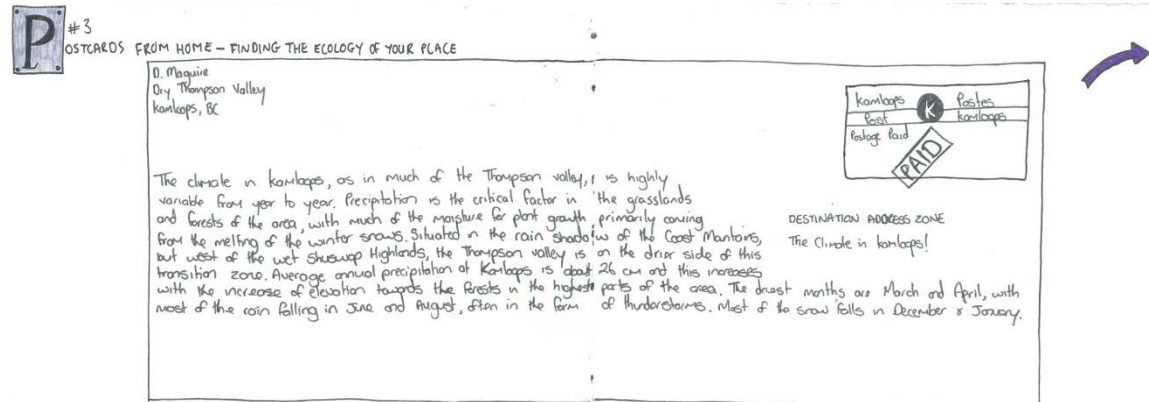 #3
POSTCARDS FROM HOME – FINDING THE ECOLOGY OF YOUR PLACE
D. Maguire
Dry Thompson Valley
Kamloops, BC
Kamloops Postes
Post K Kamloops
Postage Paid
PAID
The climate in Kamloops, as in much of the Thompson valley, is highly
variable from year to year. Precipitation is the critical factor in the grasslands
and forests of the area, with much of the moisture for plant growth primarily coming
from the melting of the winter snows. Situated in the rain shadow of the Coast Mantains,
but west of the wet Shuswap Highlands, the Thompson valley is on the drier side of this
transition zone. Average annual precipitation at Kamloops is about 26 cm and this increases
with the increase of elevation towards the forests in the highest parts of the area. The driest months are March and April, with
most of the rain falling in June and August, often in the form of thunderstorms. Most of the snow falls in December & January.
DESTINATION ADDRESS ZONE
The Climate in Kamloops!